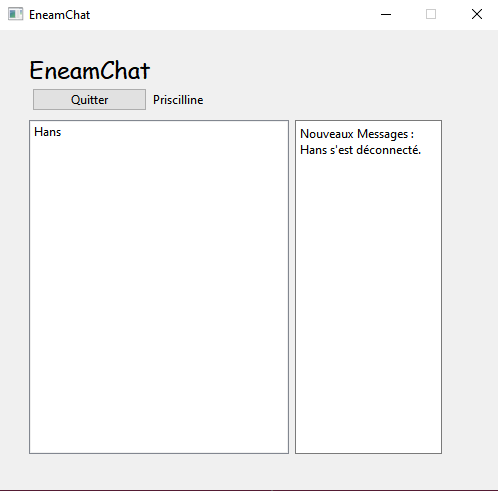 EneamChat
EneamChat
Quitter Priscilline
Hans
Nouveaux Messages :
Hans s'est déconnecté.